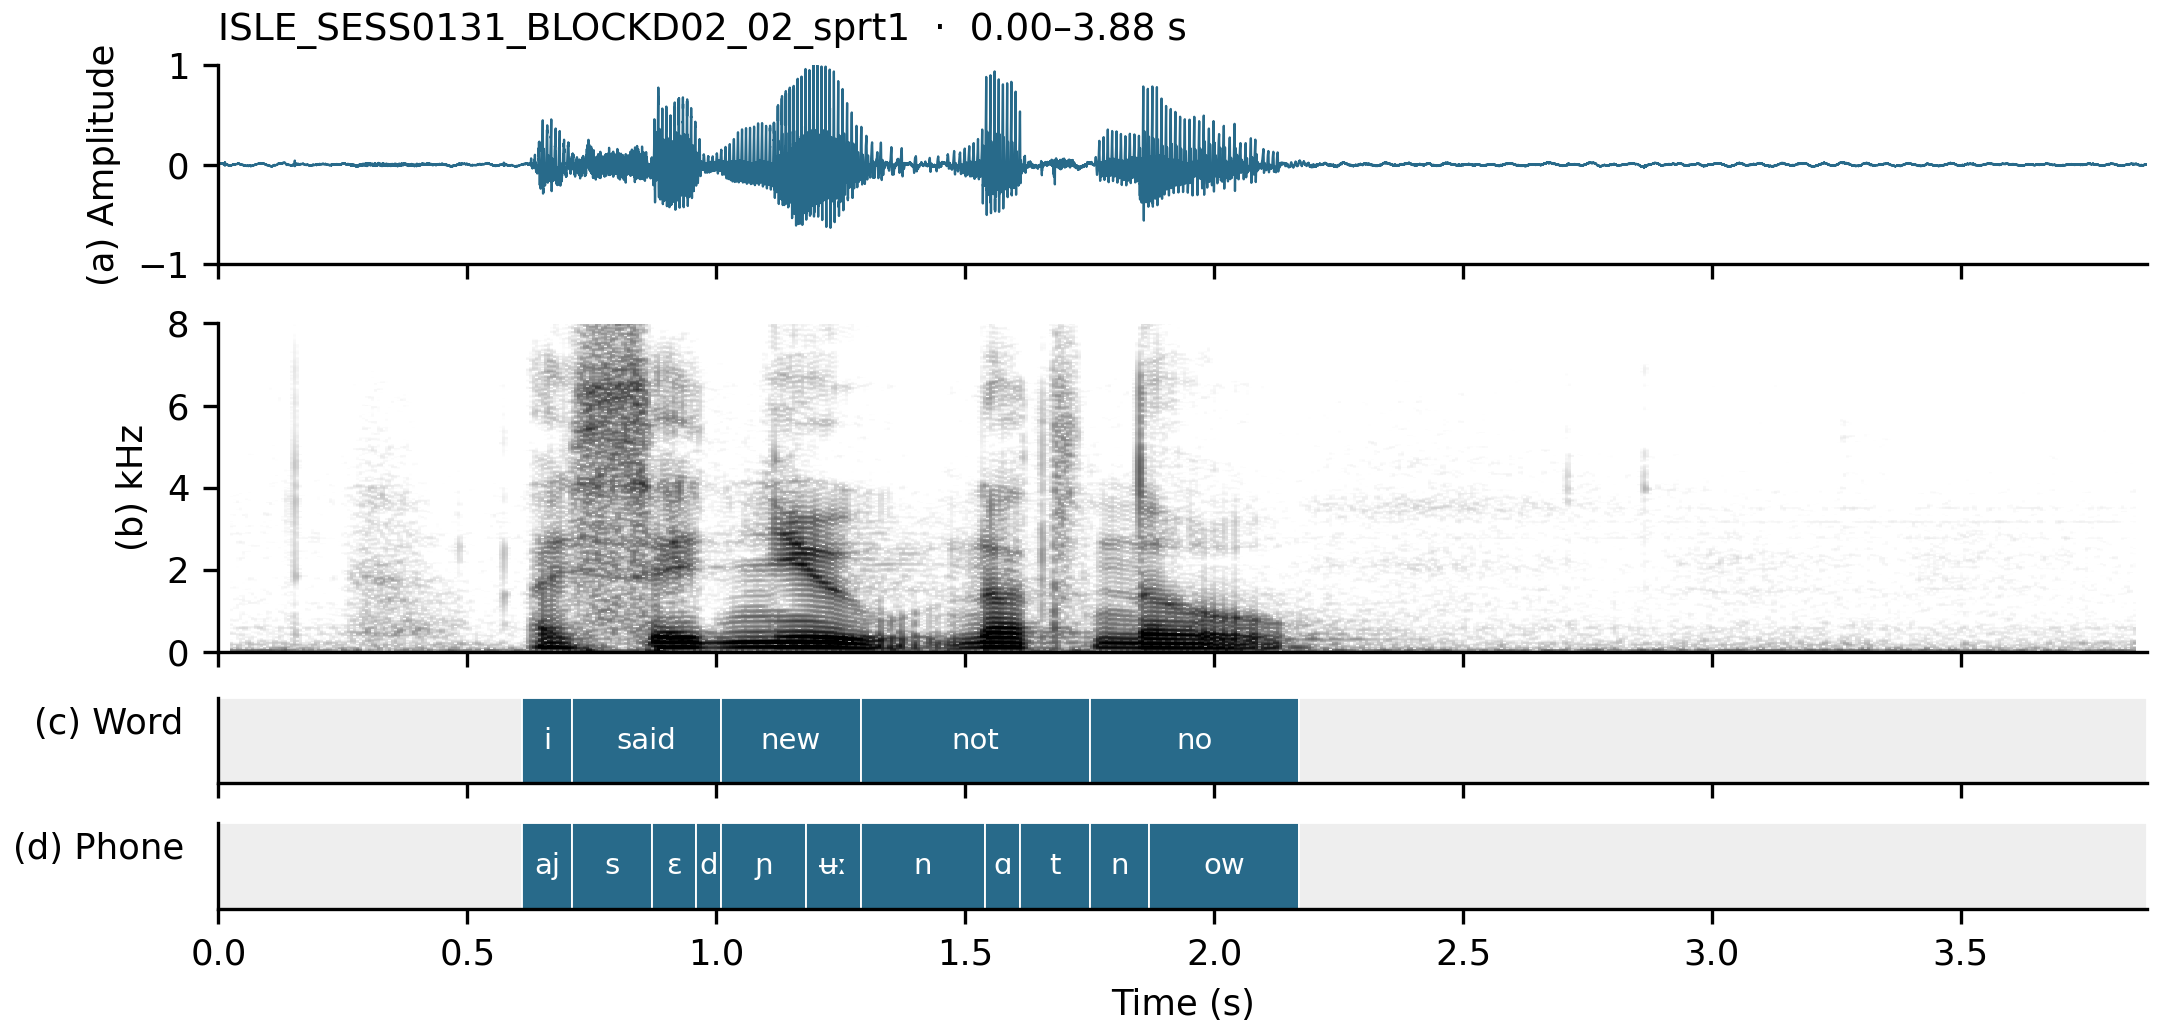 ISLE_SESS0131_BLOCKD02_02_sprt1 · 0.00–3.88 s
(a) Amplitude
1
0
−1
(b) kHz
8
6
4
2
0
(c) Word
i said new not no
(d) Phone
aj s ɛ d ɲ ʉː n ɑ t n ow
0.0 0.5 1.0 1.5 2.0 2.5 3.0 3.5
Time (s)